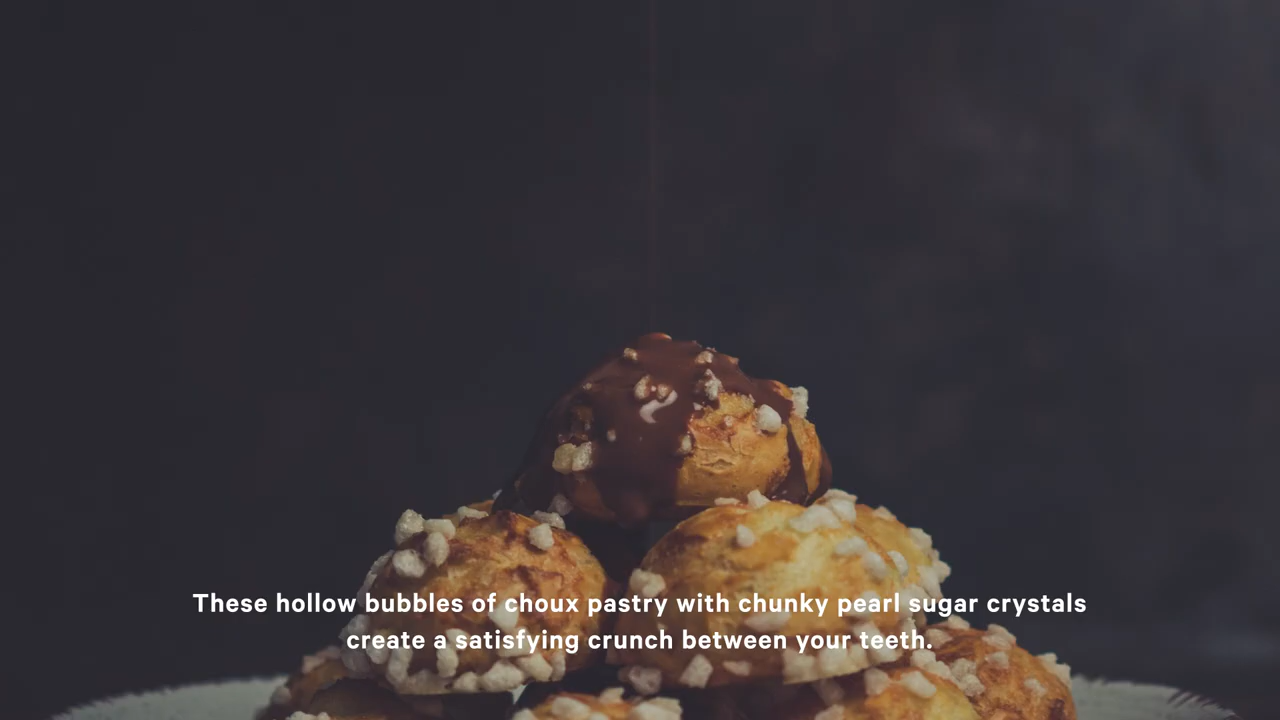 These hollow bubbles of choux pastry with chunky pearl sugar crystals
create a satisfying crunch between your teeth.